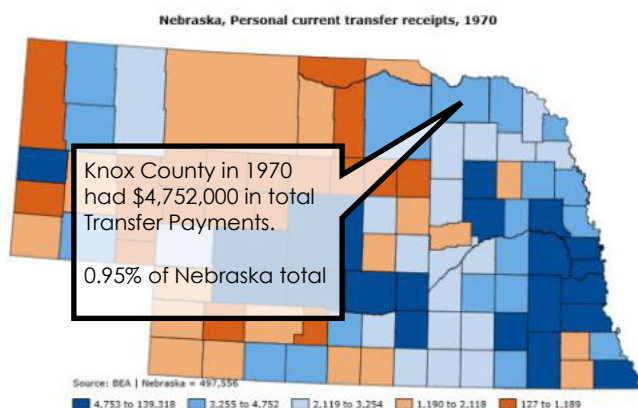 Nebraska, Personal current transfer receipts, 1970
Knox County in 1970
had $4,752,000 in total
Transfer Payments.
0.95% of Nebraska total
Source: BEA | Nebraska = 497,556
4,753 to 139,318 3,255 to 4,752 2,119 to 3,254 1,190 to 2,118 127 to 1,189